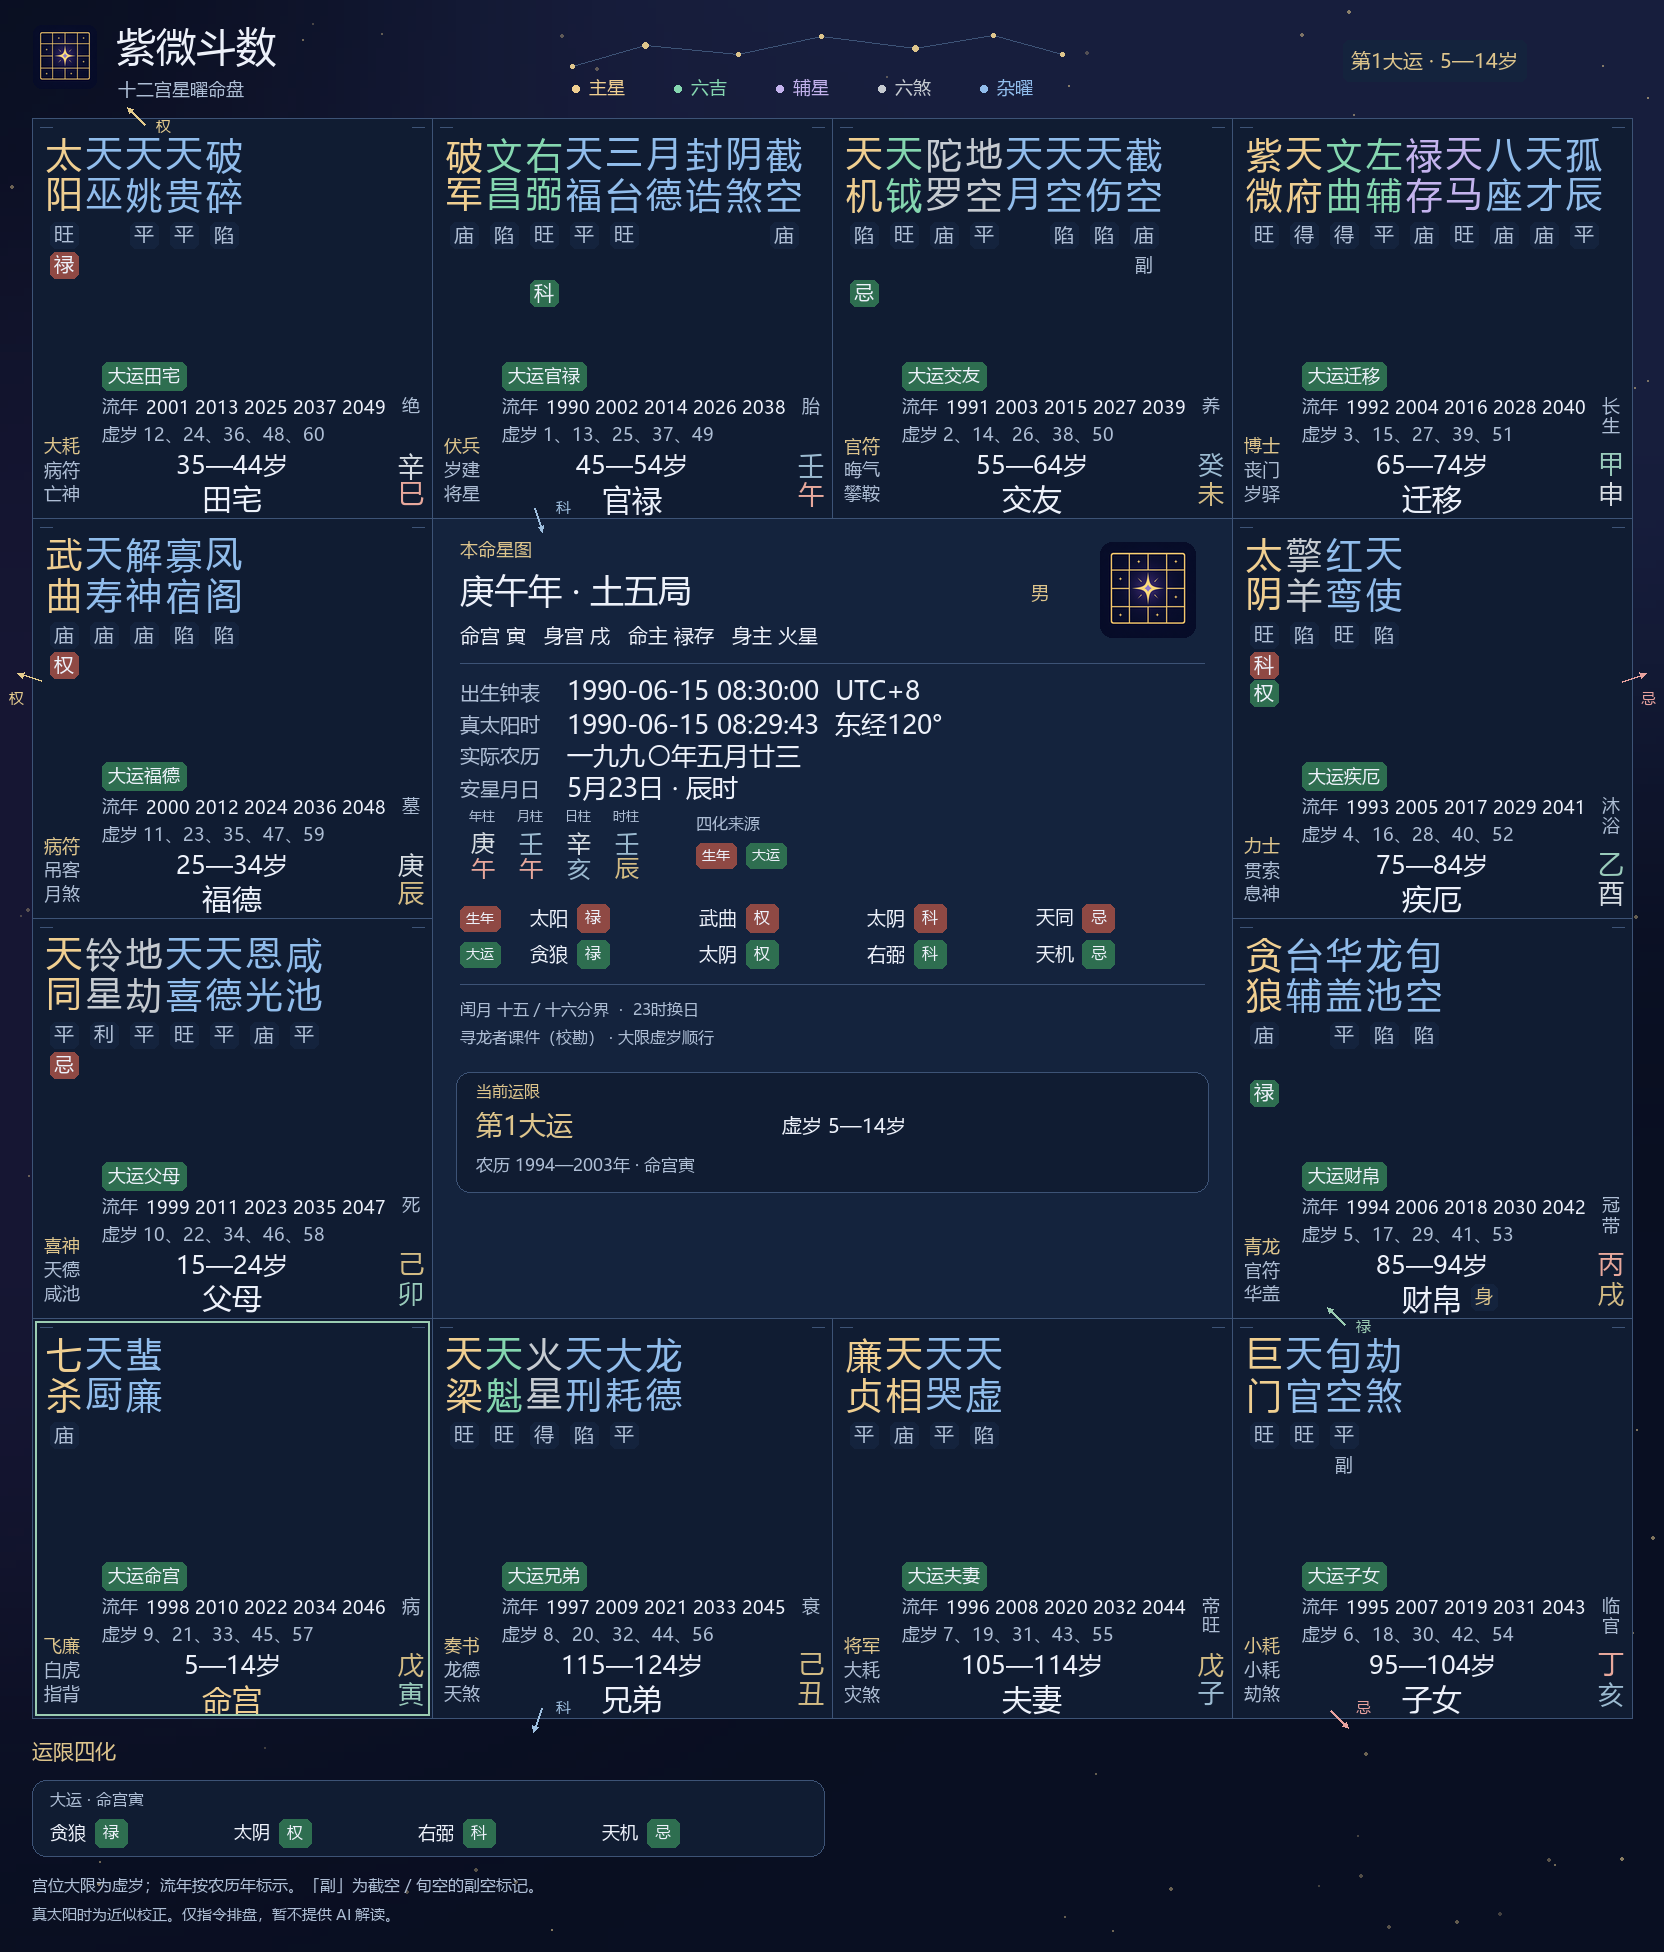 紫微斗数
十二宫星曜命盘
主星 六吉 辅星 六煞 杂曜
第1大运 · 5—14岁
权
太阳 天巫 天姚 天贵 破碎
旺 平 平 陷
禄
大运田宅
流年 2001 2013 2025 2037 2049 绝
虚岁 12、24、36、48、60
大耗
病符
亡神
35—44岁
田宅
辛巳
破军 文昌 右弼 天福 三台 月德 封诰 阴煞 截空
庙 陷 旺 平 旺 庙
科
大运官禄
流年 1990 2002 2014 2026 2038 胎
虚岁 1、13、25、37、49
伏兵
岁建
将星
45—54岁
官禄
壬午
科
天机 天钺 陀罗 地空 天月 天空 天伤 截空
陷 旺 庙 平 陷 陷 庙
副
忌
大运交友
流年 1991 2003 2015 2027 2039 养
虚岁 2、14、26、38、50
官符
晦气
攀鞍
55—64岁
交友
癸未
紫微 天府 文曲 左辅 禄存 天马 八座 天才 孤辰
旺 得 得 平 庙 旺 庙 庙 平
大运迁移
流年 1992 2004 2016 2028 2040 长生
虚岁 3、15、27、39、51
博士
丧门
岁驿
65—74岁
迁移
甲申
武曲 天寿 解神 寡宿 凤阁
庙 庙 庙 陷 陷
权
权
大运福德
流年 2000 2012 2024 2036 2048 墓
虚岁 11、23、35、47、59
病符
吊客
月煞
25—34岁
福德
庚辰
本命星图
庚午年 · 土五局
男
命宫 寅 身宫 戌 命主 禄存 身主 火星
出生钟表 1990-06-15 08:30:00 UTC+8
真太阳时 1990-06-15 08:29:43 东经120°
实际农历 一九九〇年五月廿三
安星月日 5月23日 · 辰时
年柱 月柱 日柱 时柱
庚午 壬午 辛亥 壬辰
四化来源
生年 大运
生年 太阳 禄 武曲 权 太阴 科 天同 忌
大运 贪狼 禄 太阴 权 右弼 科 天机 忌
闰月 十五 / 十六分界 · 23时换日
寻龙者课件（校勘） · 大限虚岁顺行
当前运限
第1大运 虚岁 5—14岁
农历 1994—2003年 · 命宫寅
太阴 擎羊 红鸾 天使
旺 陷 旺 陷
科
权
忌
大运疾厄
流年 1993 2005 2017 2029 2041 沐浴
虚岁 4、16、28、40、52
力士
贯索
息神
75—84岁
疾厄
乙酉
天同 铃星 地劫 天喜 天德 恩光 咸池
平 利 平 旺 平 庙 平
忌
大运父母
流年 1999 2011 2023 2035 2047 死
虚岁 10、22、34、46、58
喜神
天德
咸池
15—24岁
父母
己卯
贪狼 台辅 华盖 龙池 旬空
庙 平 陷 陷
禄
大运财帛
流年 1994 2006 2018 2030 2042 冠带
虚岁 5、17、29、41、53
青龙
官符
华盖
85—94岁
财帛 身
丙戌
禄
七杀 天厨 蜚廉
庙
大运命宫
流年 1998 2010 2022 2034 2046 病
虚岁 9、21、33、45、57
飞廉
白虎
指背
5—14岁
命宫
戊寅
天梁 天魁 火星 天刑 大耗 龙德
旺 旺 得 陷 平
大运兄弟
流年 1997 2009 2021 2033 2045 衰
虚岁 8、20、32、44、56
奏书
龙德
天煞
115—124岁
兄弟
己丑
科
廉贞 天相 天哭 天虚
平 庙 平 陷
大运夫妻
流年 1996 2008 2020 2032 2044 帝旺
虚岁 7、19、31、43、55
将军
大耗
灾煞
105—114岁
夫妻
戊子
巨门 天官 旬空 劫煞
旺 旺 平
副
大运子女
流年 1995 2007 2019 2031 2043 临官
虚岁 6、18、30、42、54
小耗
小耗
劫煞
95—104岁
子女
丁亥
忌
运限四化
大运 · 命宫寅
贪狼 禄 太阴 权 右弼 科 天机 忌
宫位大限为虚岁；流年按农历年标示。「副」为截空 / 旬空的副空标记。
真太阳时为近似校正。仅指令排盘，暂不提供 AI 解读。